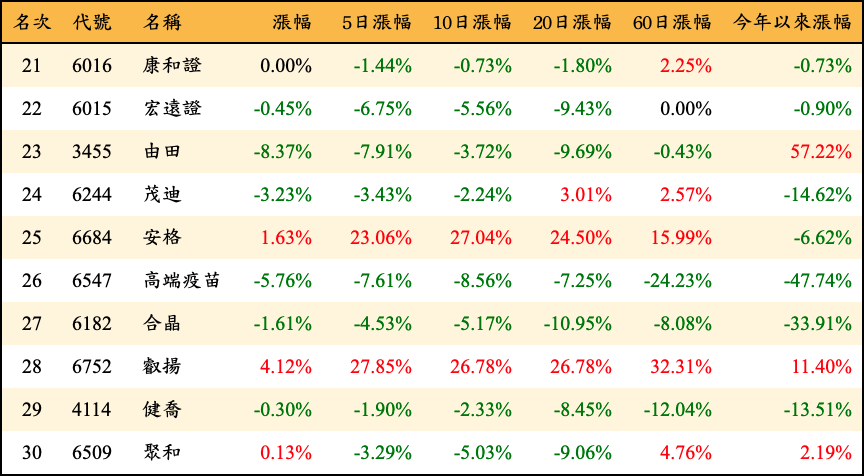 名次 代號 名稱 漲幅 5日漲幅 10日漲幅 20日漲幅 60日漲幅 今年以來漲幅
21 6016 康和證 0.00% -1.44% -0.73% -1.80% 2.25% -0.73%
22 6015 宏遠證 -0.45% -6.75% -5.56% -9.43% 0.00% -0.90%
23 3455 由田 -8.37% -7.91% -3.72% -9.69% -0.43% 57.22%
24 6244 茂迪 -3.23% -3.43% -2.24% 3.01% 2.57% -14.62%
25 6684 安格 1.63% 23.06% 27.04% 24.50% 15.99% -6.62%
26 6547 高端疫苗 -5.76% -7.61% -8.56% -7.25% -24.23% -47.74%
27 6182 合晶 -1.61% -4.53% -5.17% -10.95% -8.08% -33.91%
28 6752 叡揚 4.12% 27.85% 26.78% 26.78% 32.31% 11.40%
29 4114 健喬 -0.30% -1.90% -2.33% -8.45% -12.04% -13.51%
30 6509 聚和 0.13% -3.29% -5.03% -9.06% 4.76% 2.19%